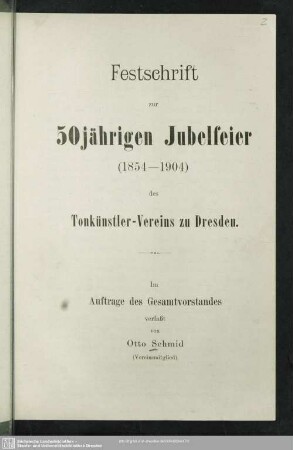 2
Festschrift
zur
50jährigen Jubelfeier
(1854—1904)
des
Tonkünstler-Vereins zu Dresden.
Im
Auftrage des Gesamtvorstandes
verfaßt
von
Otto Schmid
(Vereinsmitglied).